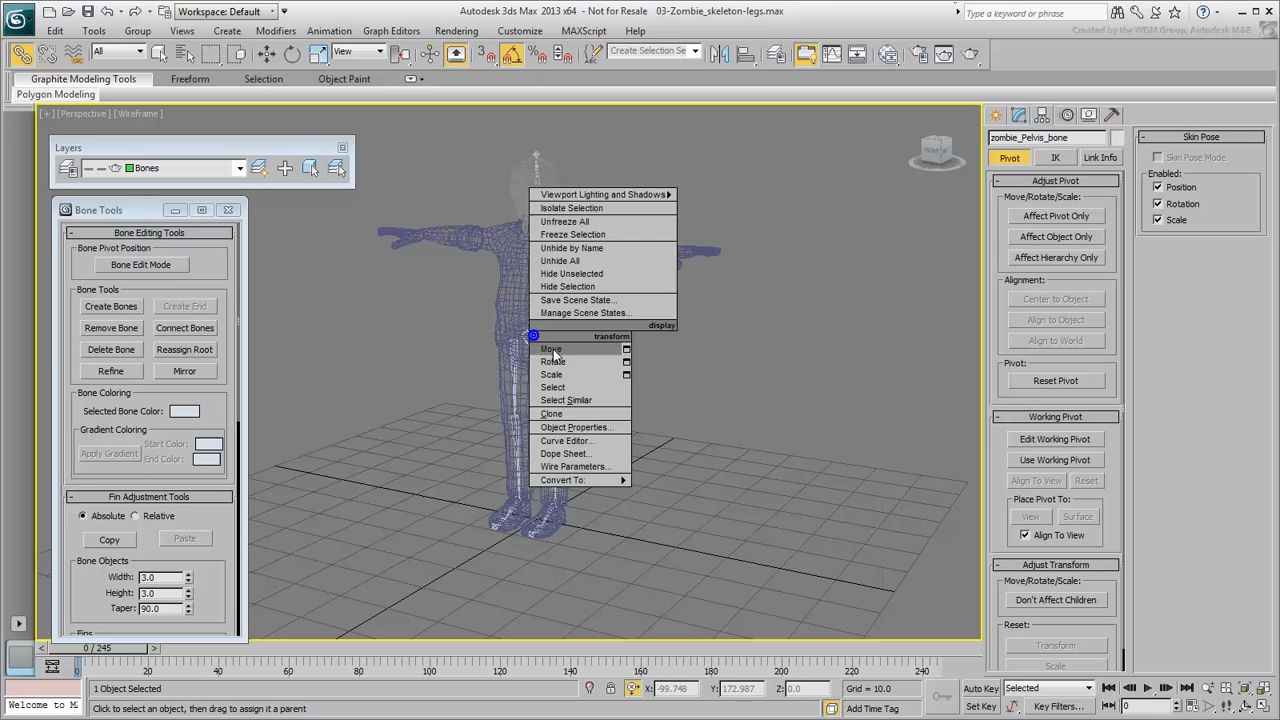 Workspace: Default
Autodesk 3ds Max 2013 x64 - Not for Resale 03-Zombie_skeleton-legs.max
Type a keyword or phrase
Edit Tools Group Views Create Modifiers Animation Graph Editors Rendering Customize MAXScript Help
Created by the WDM Group, Autodesk M&E
All View Create Selection Se
Graphite Modeling Tools Freeform Selection Object Paint
Polygon Modeling
[+] [Perspective] [Wireframe]
Layers
Bones
Bone Tools
Bone Editing Tools
Bone Pivot Position
Bone Edit Mode
Bone Tools
Create Bones Create End
Remove Bone Connect Bones
Delete Bone Reassign Root
Refine Mirror
Bone Coloring
Selected Bone Color:
Gradient Coloring
Apply Gradient Start Color:
End Color:
Fin Adjustment Tools
Absolute Relative
Copy Paste
Bone Objects
Width: 3.0
Height: 3.0
Taper: 90.0
Fins
Viewport Lighting and Shadows
Isolate Selection
Unfreeze All
Freeze Selection
Unhide by Name
Unhide All
Hide Unselected
Hide Selection
Save Scene State...
Manage Scene States...
display
transform
Move
Rotate
Scale
Select
Select Similar
Clone
Object Properties...
Curve Editor...
Dope Sheet...
Wire Parameters...
Convert To:
zombie_Pelvis_bone
Pivot IK Link Info
Adjust Pivot
Move/Rotate/Scale:
Affect Pivot Only
Affect Object Only
Affect Hierarchy Only
Alignment:
Center to Object
Align to Object
Align to World
Pivot:
Reset Pivot
Working Pivot
Edit Working Pivot
Use Working Pivot
Align To View Reset
Place Pivot To:
View Surface
Align To View
Adjust Transform
Move/Rotate/Scale:
Don't Affect Children
Reset:
Transform
Scale
Skin Pose
Skin Pose Mode
Enabled:
Position
Rotation
Scale
0 / 245
0 20 40 60 80 100 120 140 160 180 200 220 240
1 Object Selected X: -99.748 Y: 172.987 Z: 0.0 Grid = 10.0 Auto Key Selected
Welcome to M Click to select an object, then drag to assign it a parent Add Time Tag Set Key Key Filters... 0